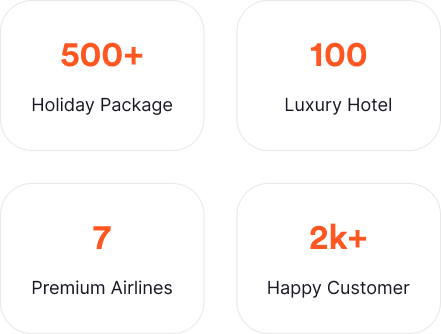 500+
Holiday Package
100
Luxury Hotel
7
Premium Airlines
2k+
Happy Customer